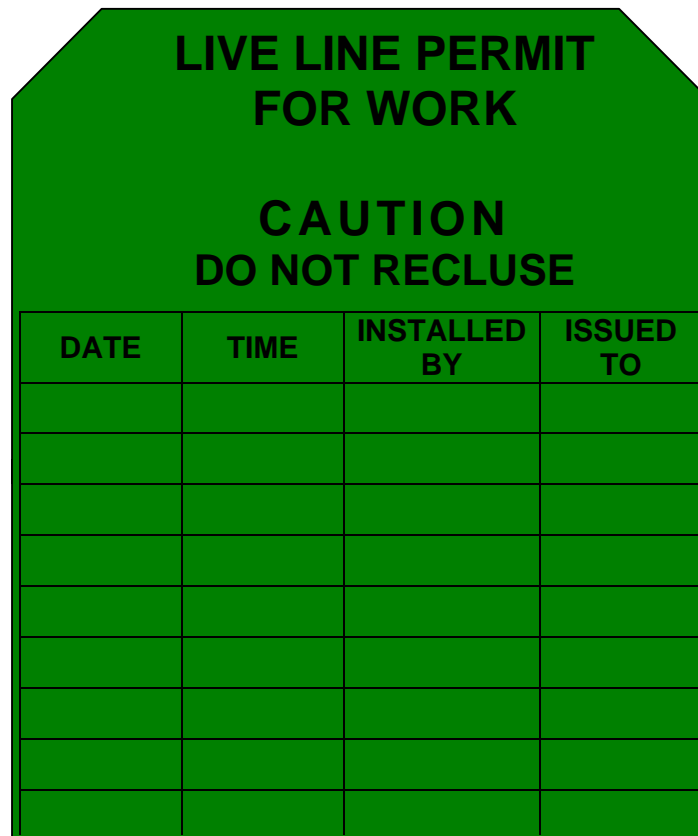 LIVE LINE PERMIT
FOR WORK
CAUTION
DO NOT RECLUSE
DATE TIME INSTALLED BY ISSUED TO